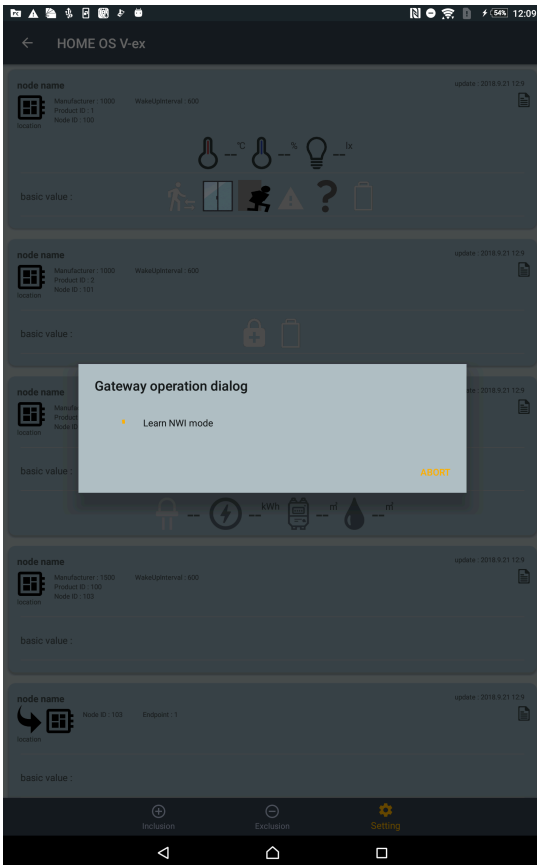 54% 12:09
HOME OS V-ex
node name
update : 2018.9.21 12:9
Manufacturer : 1500 WakeUpInterval : 600
Product ID : 1
Node ID : 100
location
-- °C -- % -- lx
basic value :
node name
update : 2018.9.21 12:9
Manufacturer : 1500 WakeUpInterval : 600
Product ID : 2
Node ID : 101
location
basic value :
Gateway operation dialog
Learn NWI mode
ABORT
node name
: 2018.9.21 12:9
location
basic value :
-- -- kWh -- ㎥ -- ㎥
node name
update : 2018.9.21 12:9
Manufacturer : 1500 WakeUpInterval : 600
Product ID : 100
Node ID : 103
location
basic value :
node name
update : 2018.9.21 12:9
Node ID : 103 Endpoint : 1
location
basic value :
Inclusion Exclusion Setting